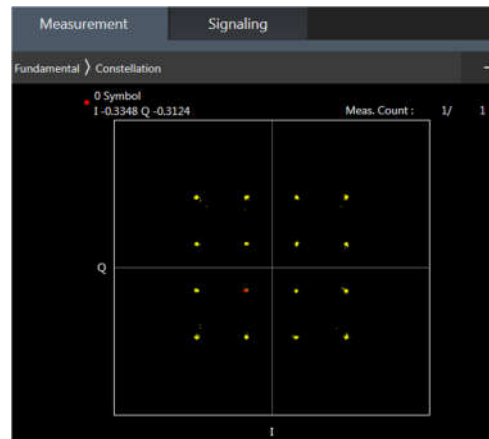 Measurement Signaling
Fundamental 〉 Constellation
0 Symbol
I -0.3348 Q -0.3124 Meas. Count : 1/ 1
Q
I